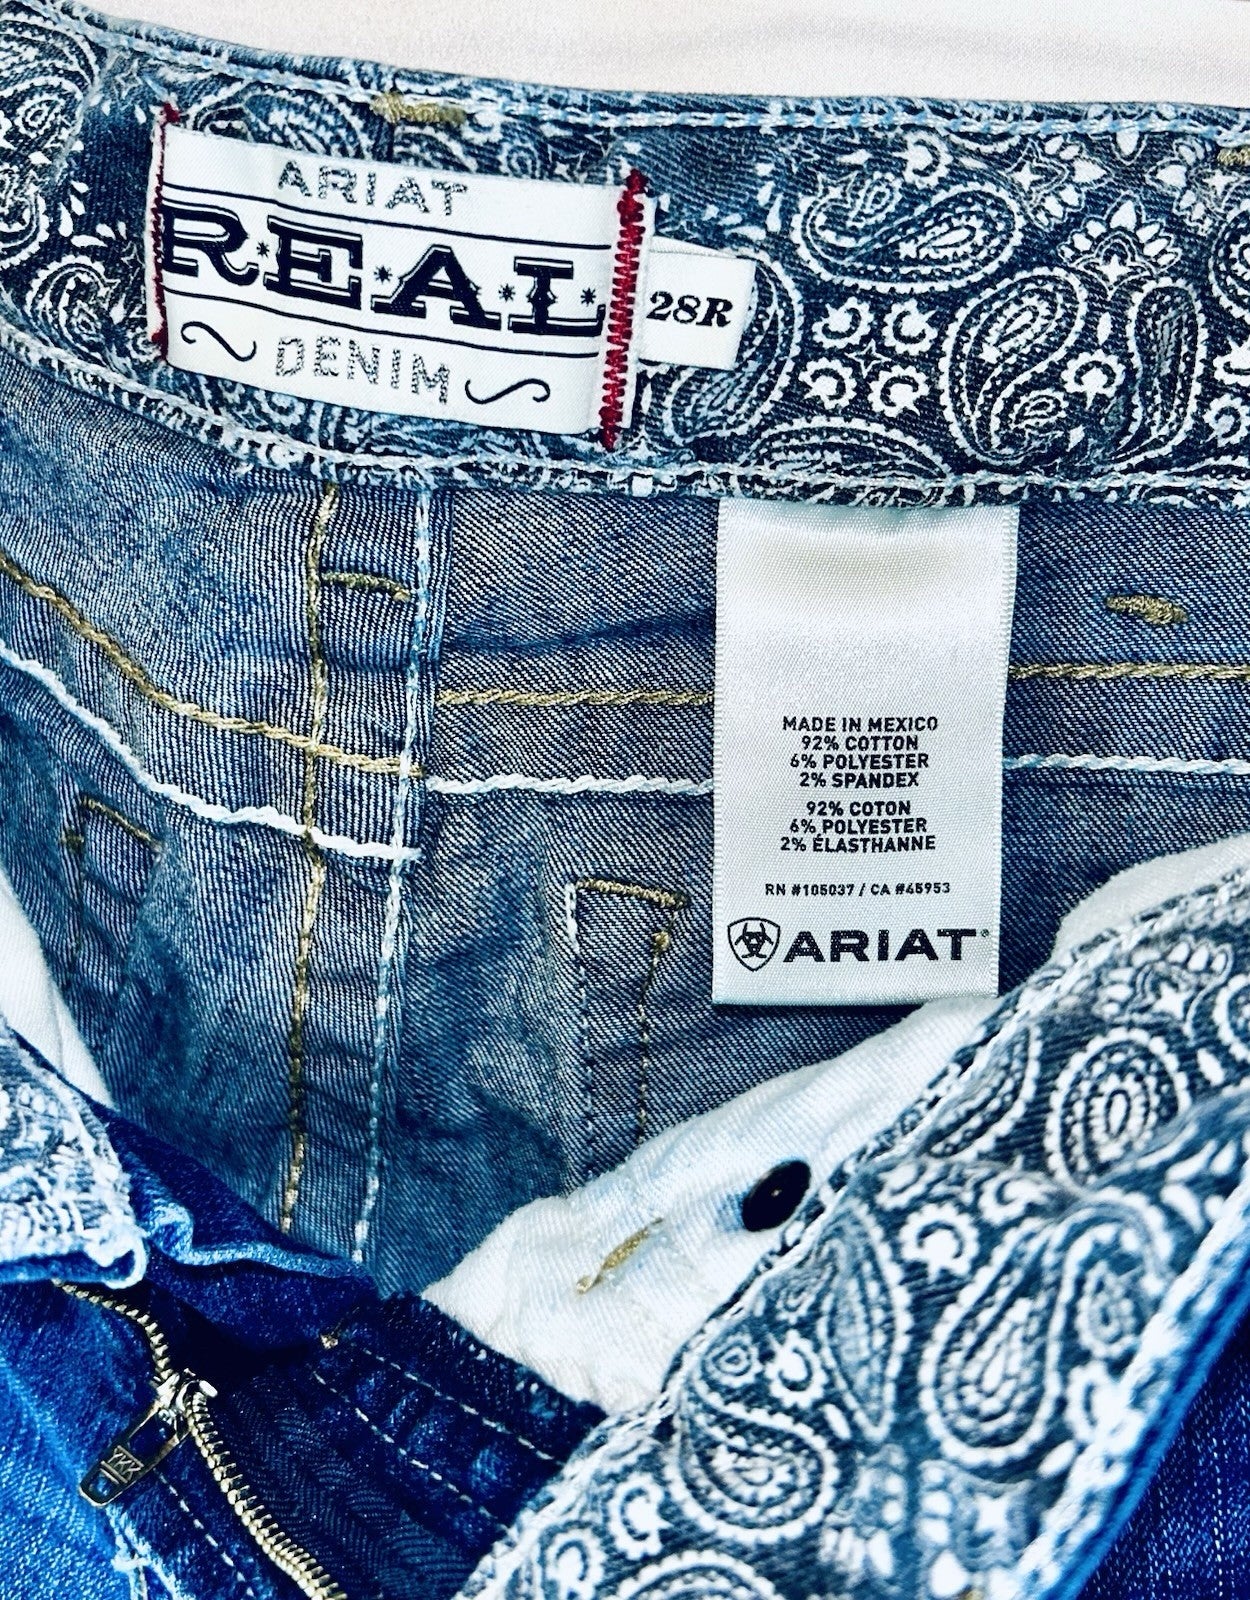 ARIAT
R*E*A*L*
DENIM
28R
MADE IN MEXICO
92% COTTON
6% POLYESTER
2% SPANDEX
92% COTON
6% POLYESTER
2% ÉLASTHANNE
RN #105037 / CA #45953
ARIAT®
YKK